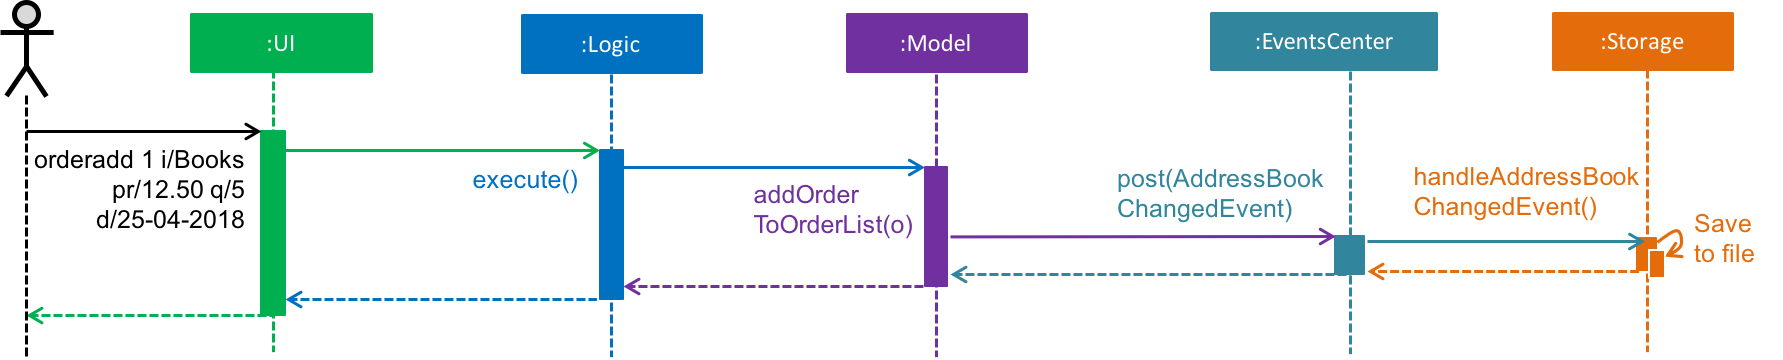 :UI
:Logic
:Model
:EventsCenter
:Storage
orderadd 1 i/Books
pr/12.50 q/5
d/25-04-2018
execute()
addOrder
ToOrderList(o)
post(AddressBook
ChangedEvent)
handleAddressBook
ChangedEvent()
Save
to file